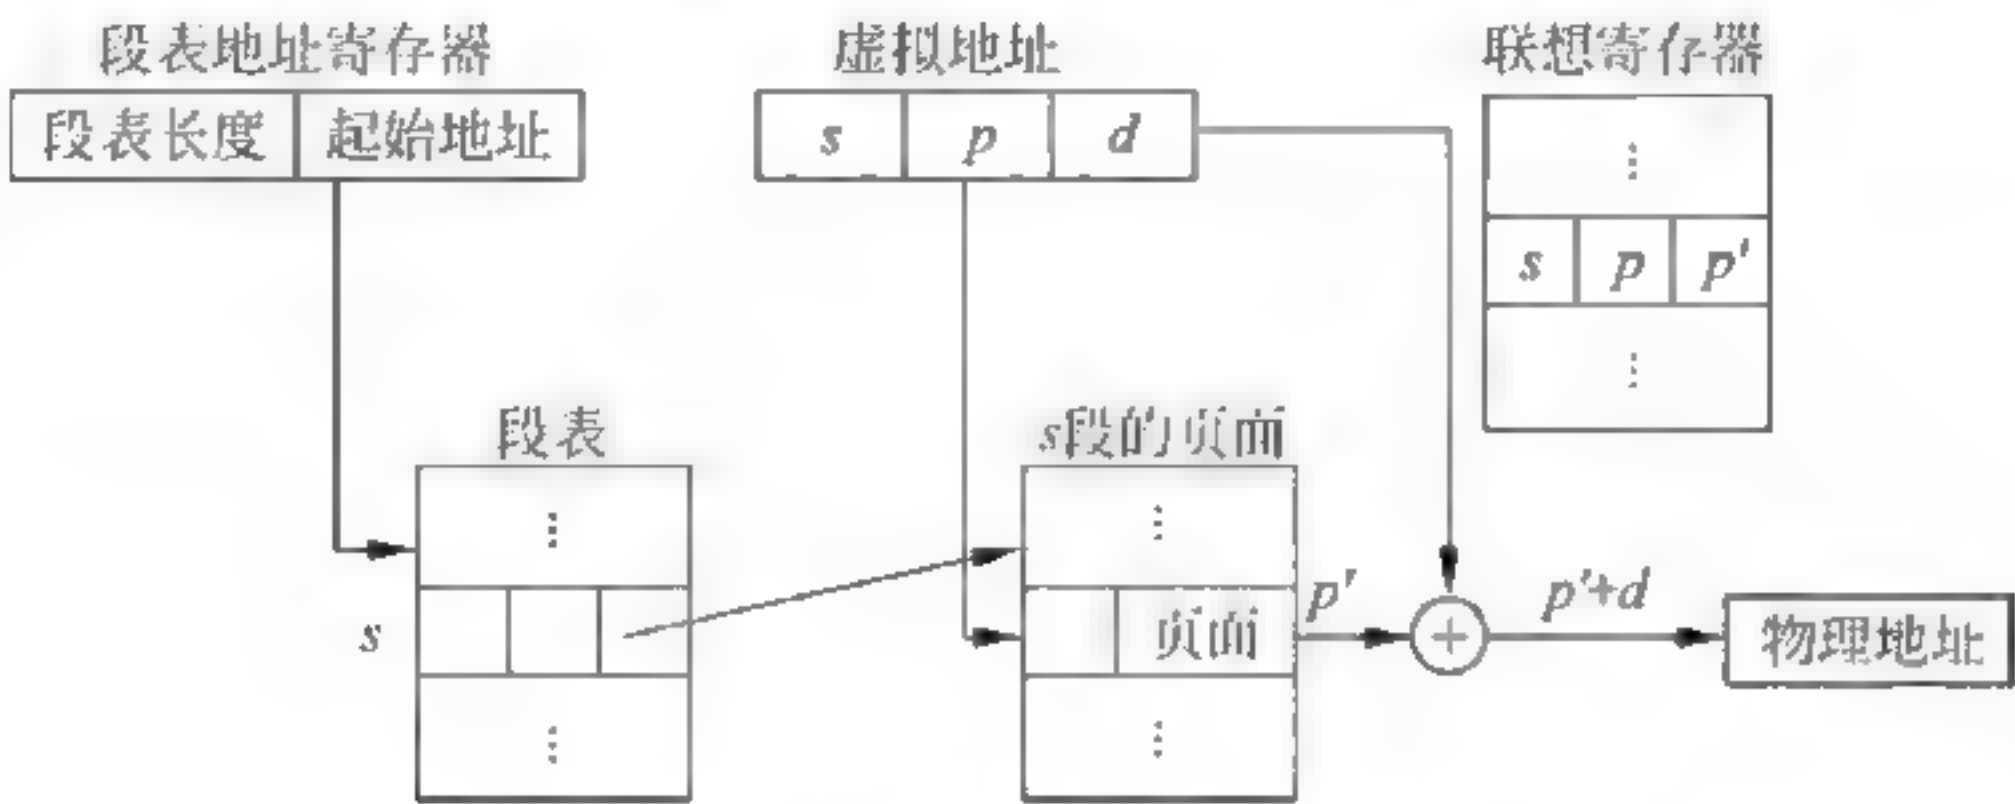 段表地址寄存器
虚拟地址
联想寄存器
段表长度 起始地址
s p d
⋮
s p p'
⋮
段表
s段的页面
⋮
⋮
s
页面
p'
p'+d
物理地址
⋮
⋮